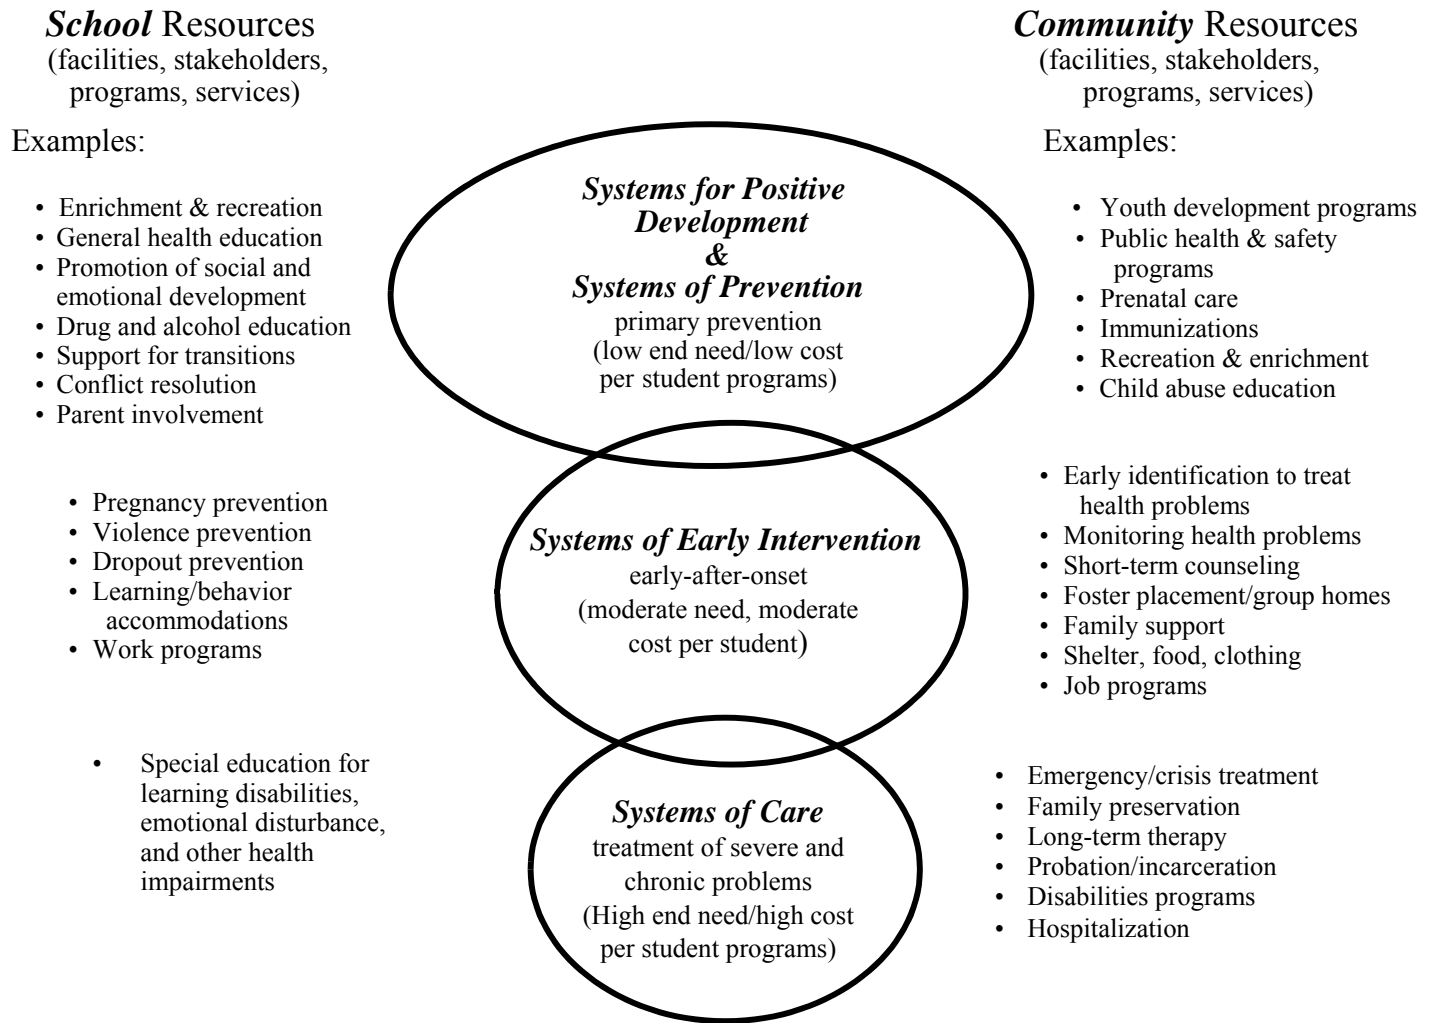 School Resources
(facilities, stakeholders,
programs, services)
Examples:
• Enrichment & recreation
• General health education
• Promotion of social and
emotional development
• Drug and alcohol education
• Support for transitions
• Conflict resolution
• Parent involvement
• Pregnancy prevention
• Violence prevention
• Dropout prevention
• Learning/behavior
accommodations
• Work programs
• Special education for
learning disabilities,
emotional disturbance,
and other health
impairments
Systems for Positive
Development
&
Systems of Prevention
primary prevention
(low end need/low cost
per student programs)
Systems of Early Intervention
early-after-onset
(moderate need, moderate
cost per student)
Systems of Care
treatment of severe and
chronic problems
(High end need/high cost
per student programs)
Community Resources
(facilities, stakeholders,
programs, services)
Examples:
• Youth development programs
• Public health & safety
programs
• Prenatal care
• Immunizations
• Recreation & enrichment
• Child abuse education
• Early identification to treat
health problems
• Monitoring health problems
• Short-term counseling
• Foster placement/group homes
• Family support
• Shelter, food, clothing
• Job programs
• Emergency/crisis treatment
• Family preservation
• Long-term therapy
• Probation/incarceration
• Disabilities programs
• Hospitalization